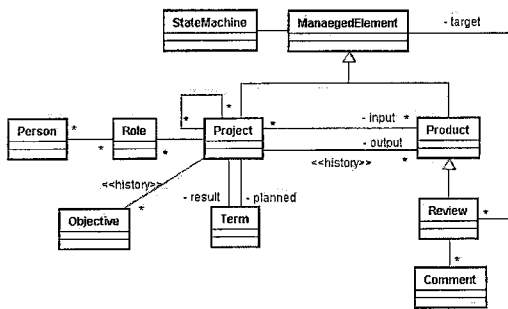 StateMachine
ManaegedElement
- target
*
*
Person
*
*
Role
*
Project
*
- input
*
- output
<<history>>
*
Product
<<history>>
*
Objective
- result
- planned
Term
Review
*
*
Comment